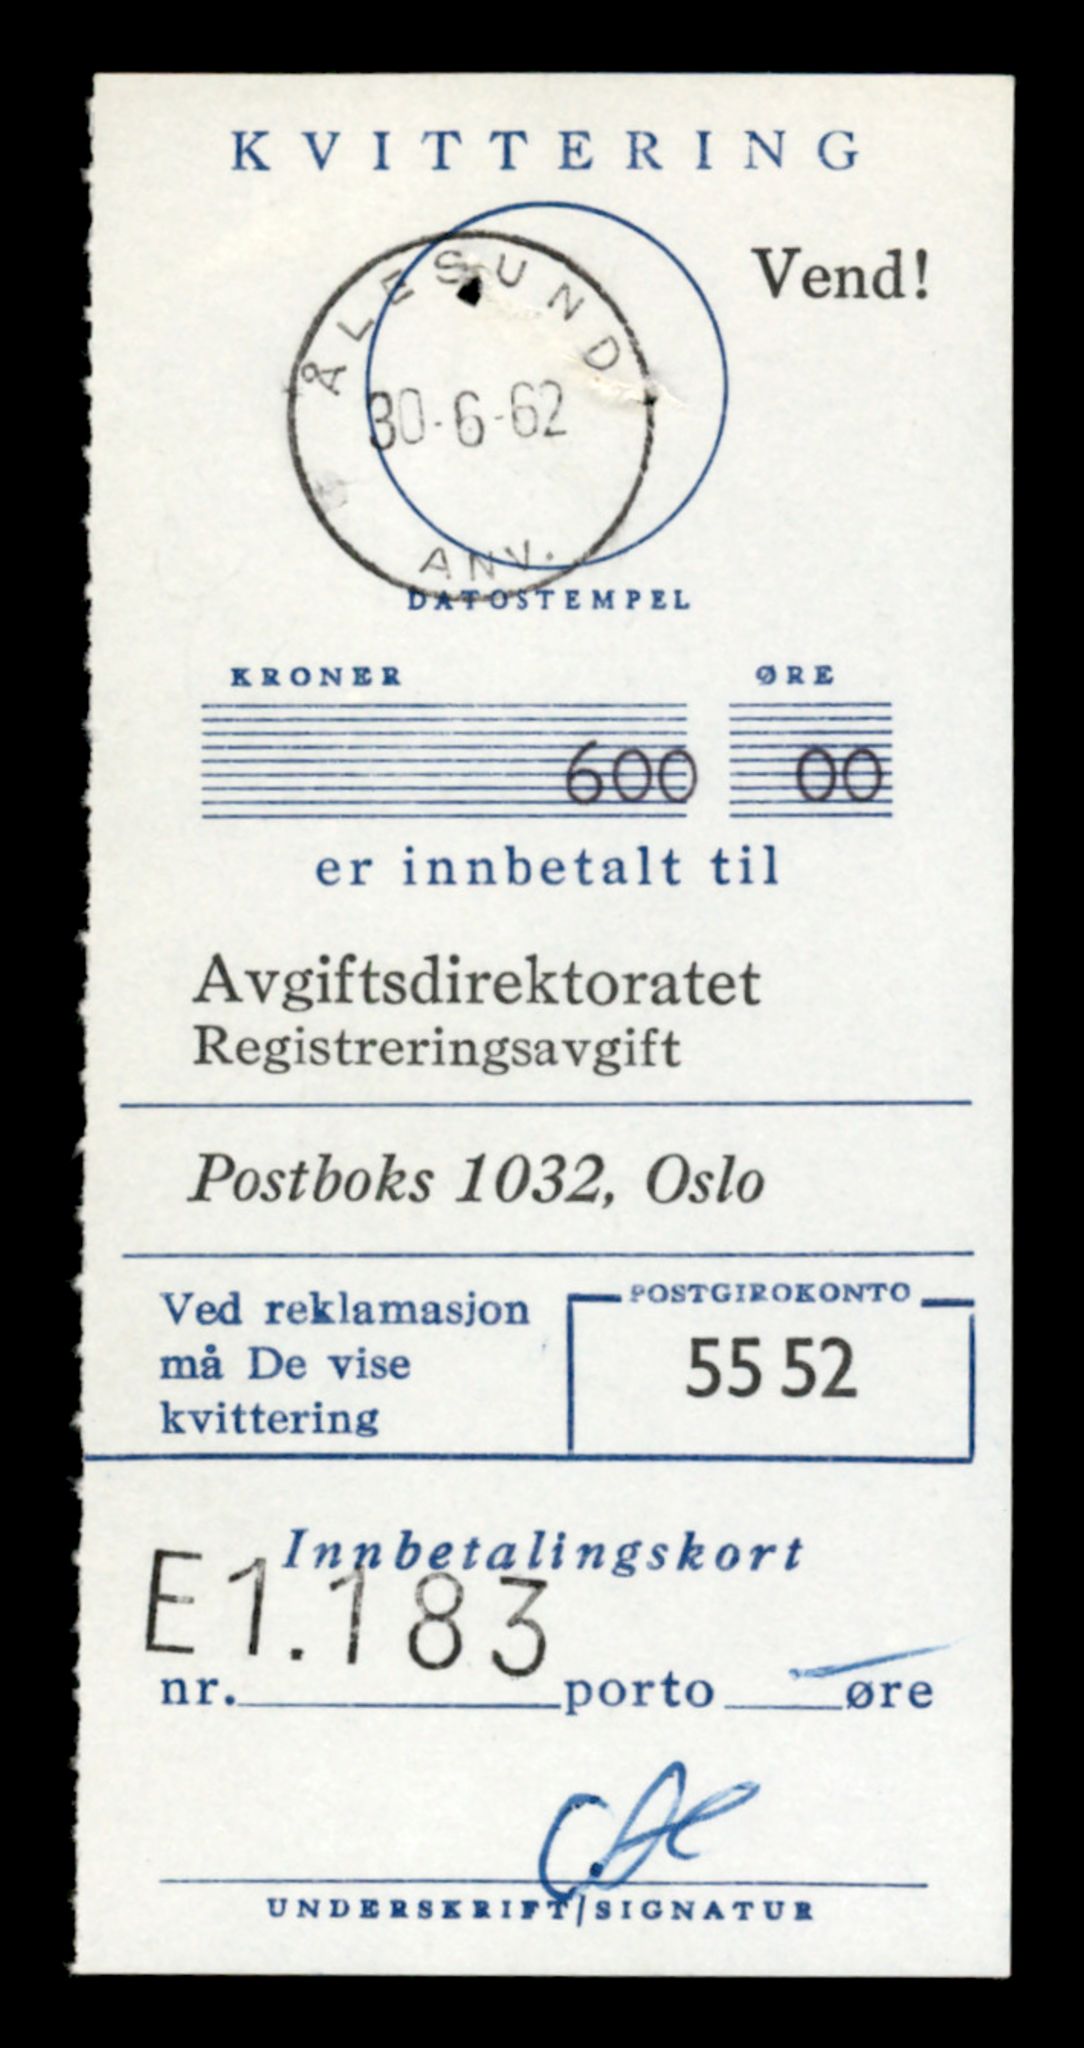 KVITTERING
Vend!
ÅLESUND
30-6-62
ANV.
DATOSTEMPEL
KRONER ØRE
600 00
er innbetalt til
Avgiftsdirektoratet
Registreringsavgift
Postboks 1032, Oslo
Ved reklamasjon
må De vise
kvittering
POSTGIROKONTO
55 52
Innbetalingskort
E1.183
nr. porto øre
UNDERSKRIFT/SIGNATUR